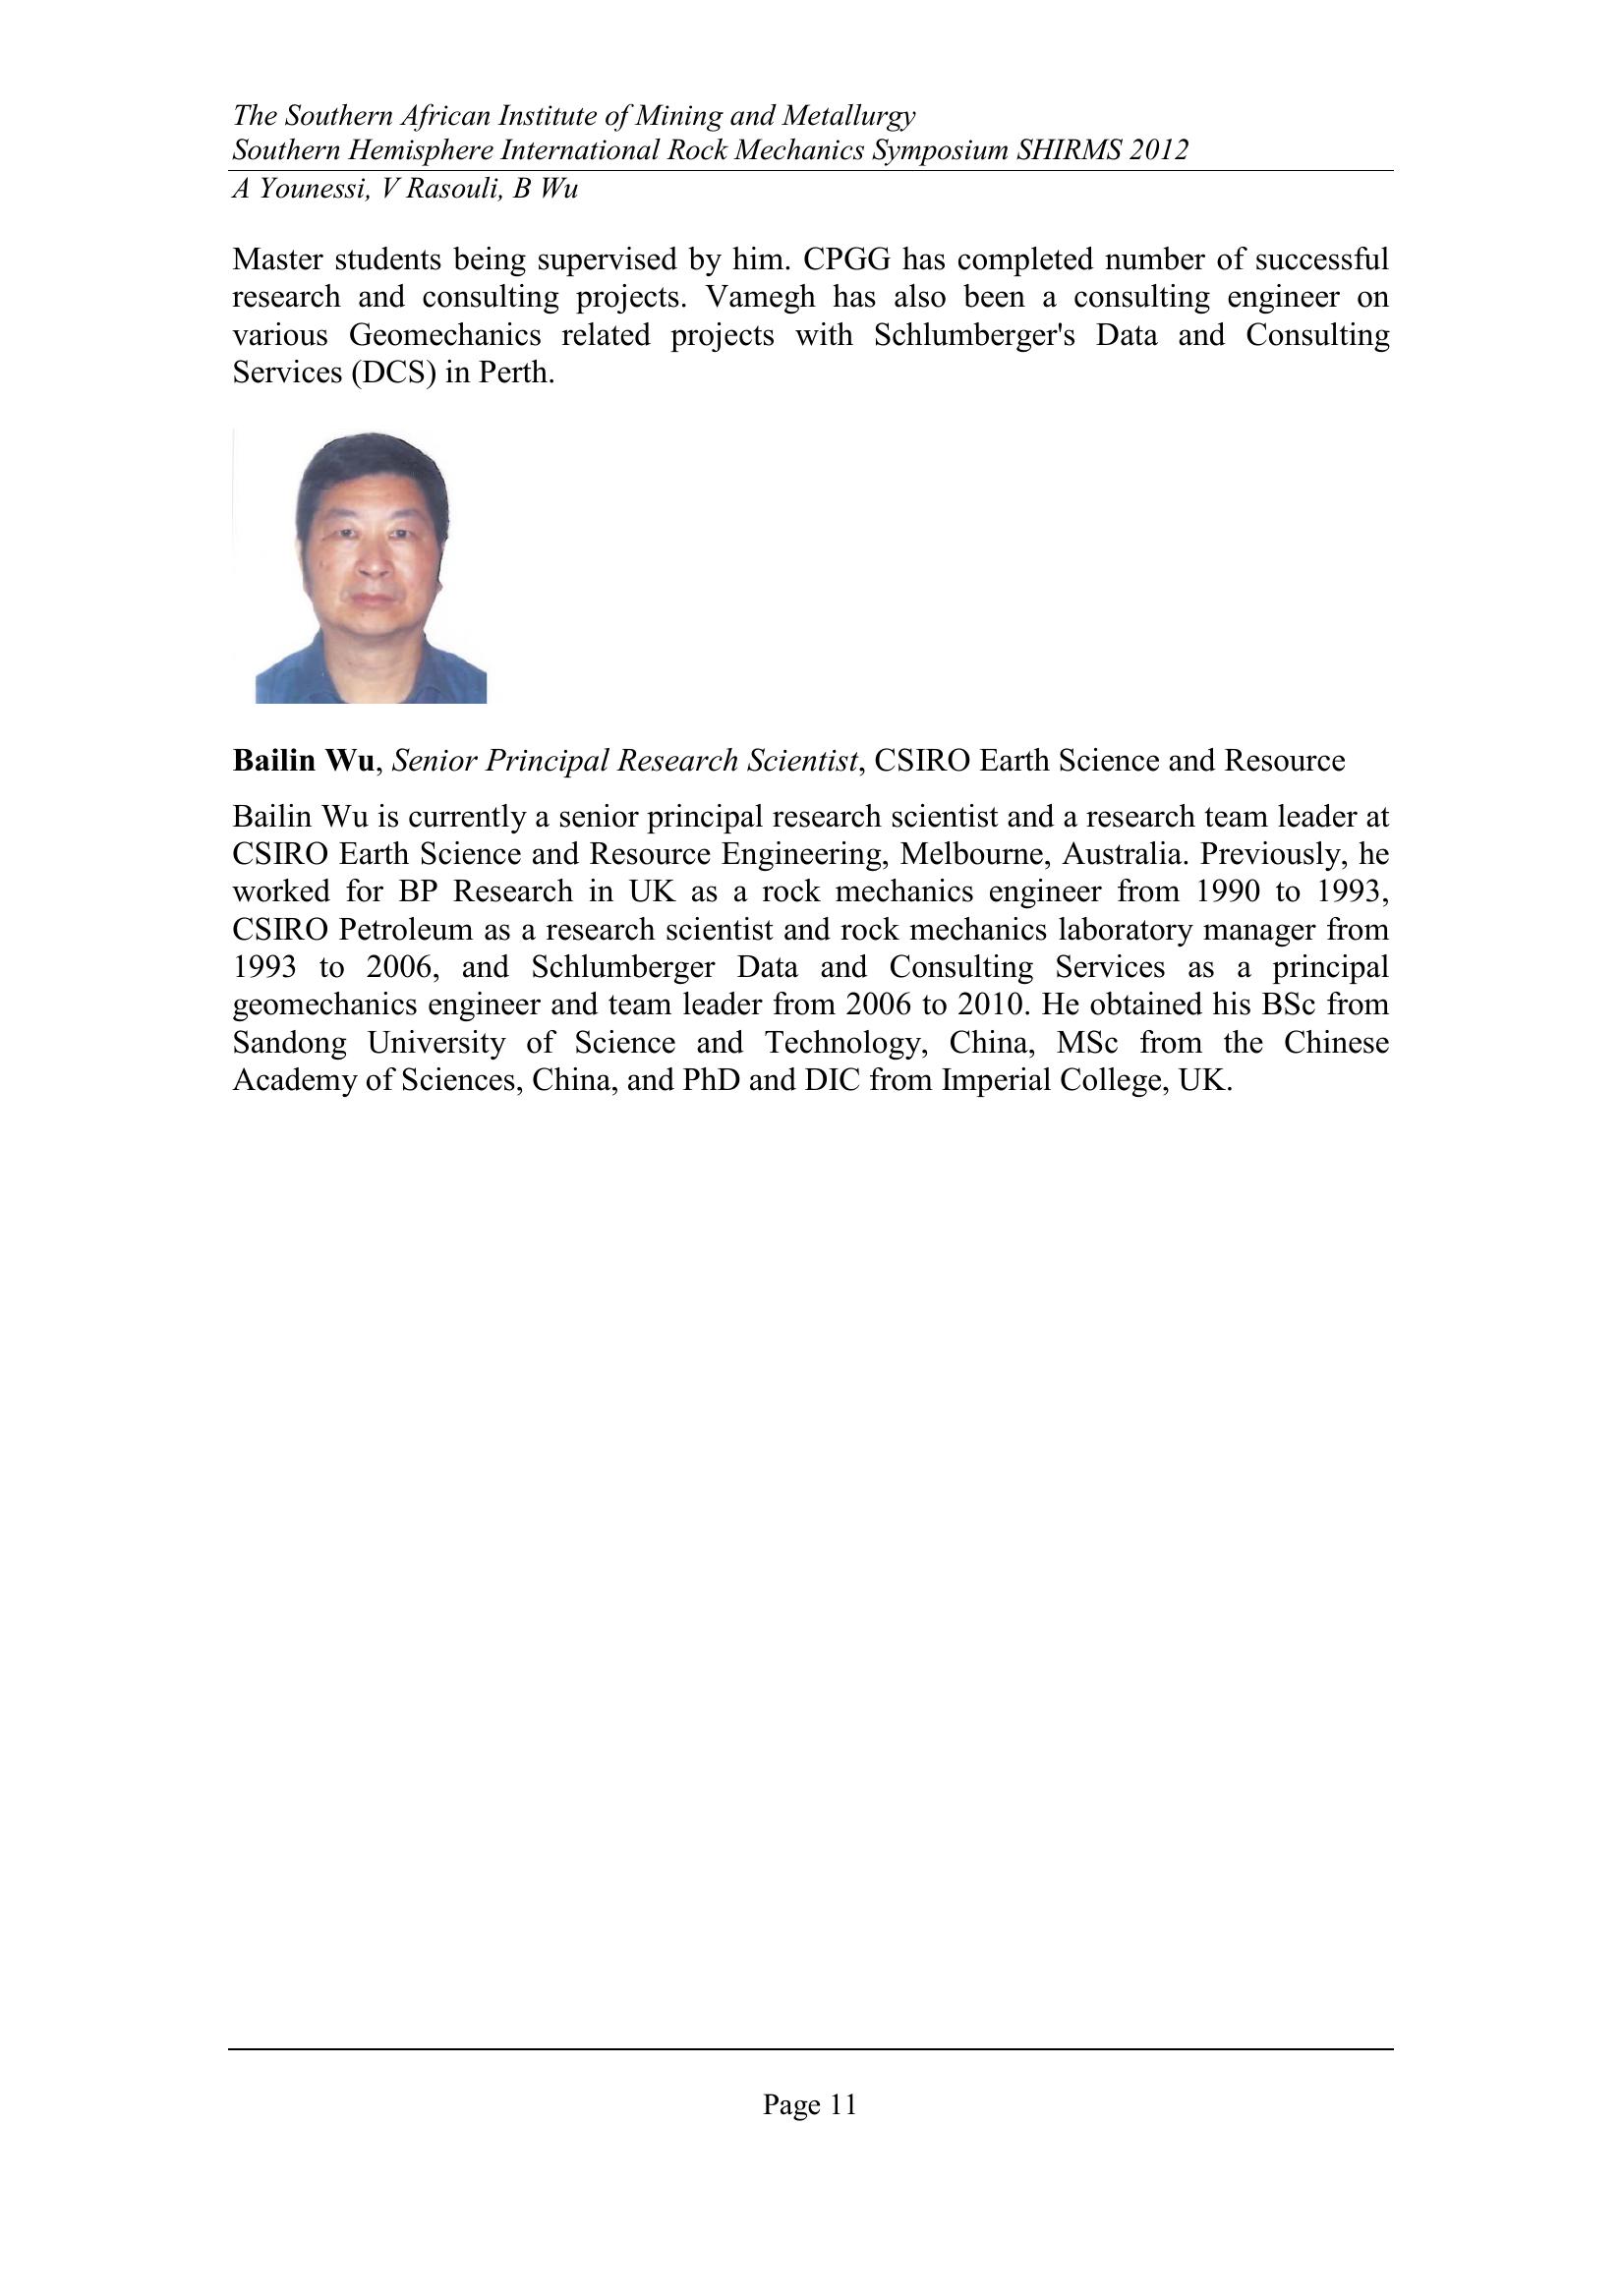 The Southern African Institute of Mining and Metallurgy
Southern Hemisphere International Rock Mechanics Symposium SHIRMS 2012
A Younessi, V Rasouli, B Wu
Master students being supervised by him. CPGG has completed number of successful
research and consulting projects. Vamegh has also been a consulting engineer on
various Geomechanics related projects with Schlumberger's Data and Consulting
Services (DCS) in Perth.
Bailin Wu, Senior Principal Research Scientist, CSIRO Earth Science and Resource
Bailin Wu is currently a senior principal research scientist and a research team leader at
CSIRO Earth Science and Resource Engineering, Melbourne, Australia. Previously, he
worked for BP Research in UK as a rock mechanics engineer from 1990 to 1993,
CSIRO Petroleum as a research scientist and rock mechanics laboratory manager from
1993 to 2006, and Schlumberger Data and Consulting Services as a principal
geomechanics engineer and team leader from 2006 to 2010. He obtained his BSc from
Sandong University of Science and Technology, China, MSc from the Chinese
Academy of Sciences, China, and PhD and DIC from Imperial College, UK.
Page 11